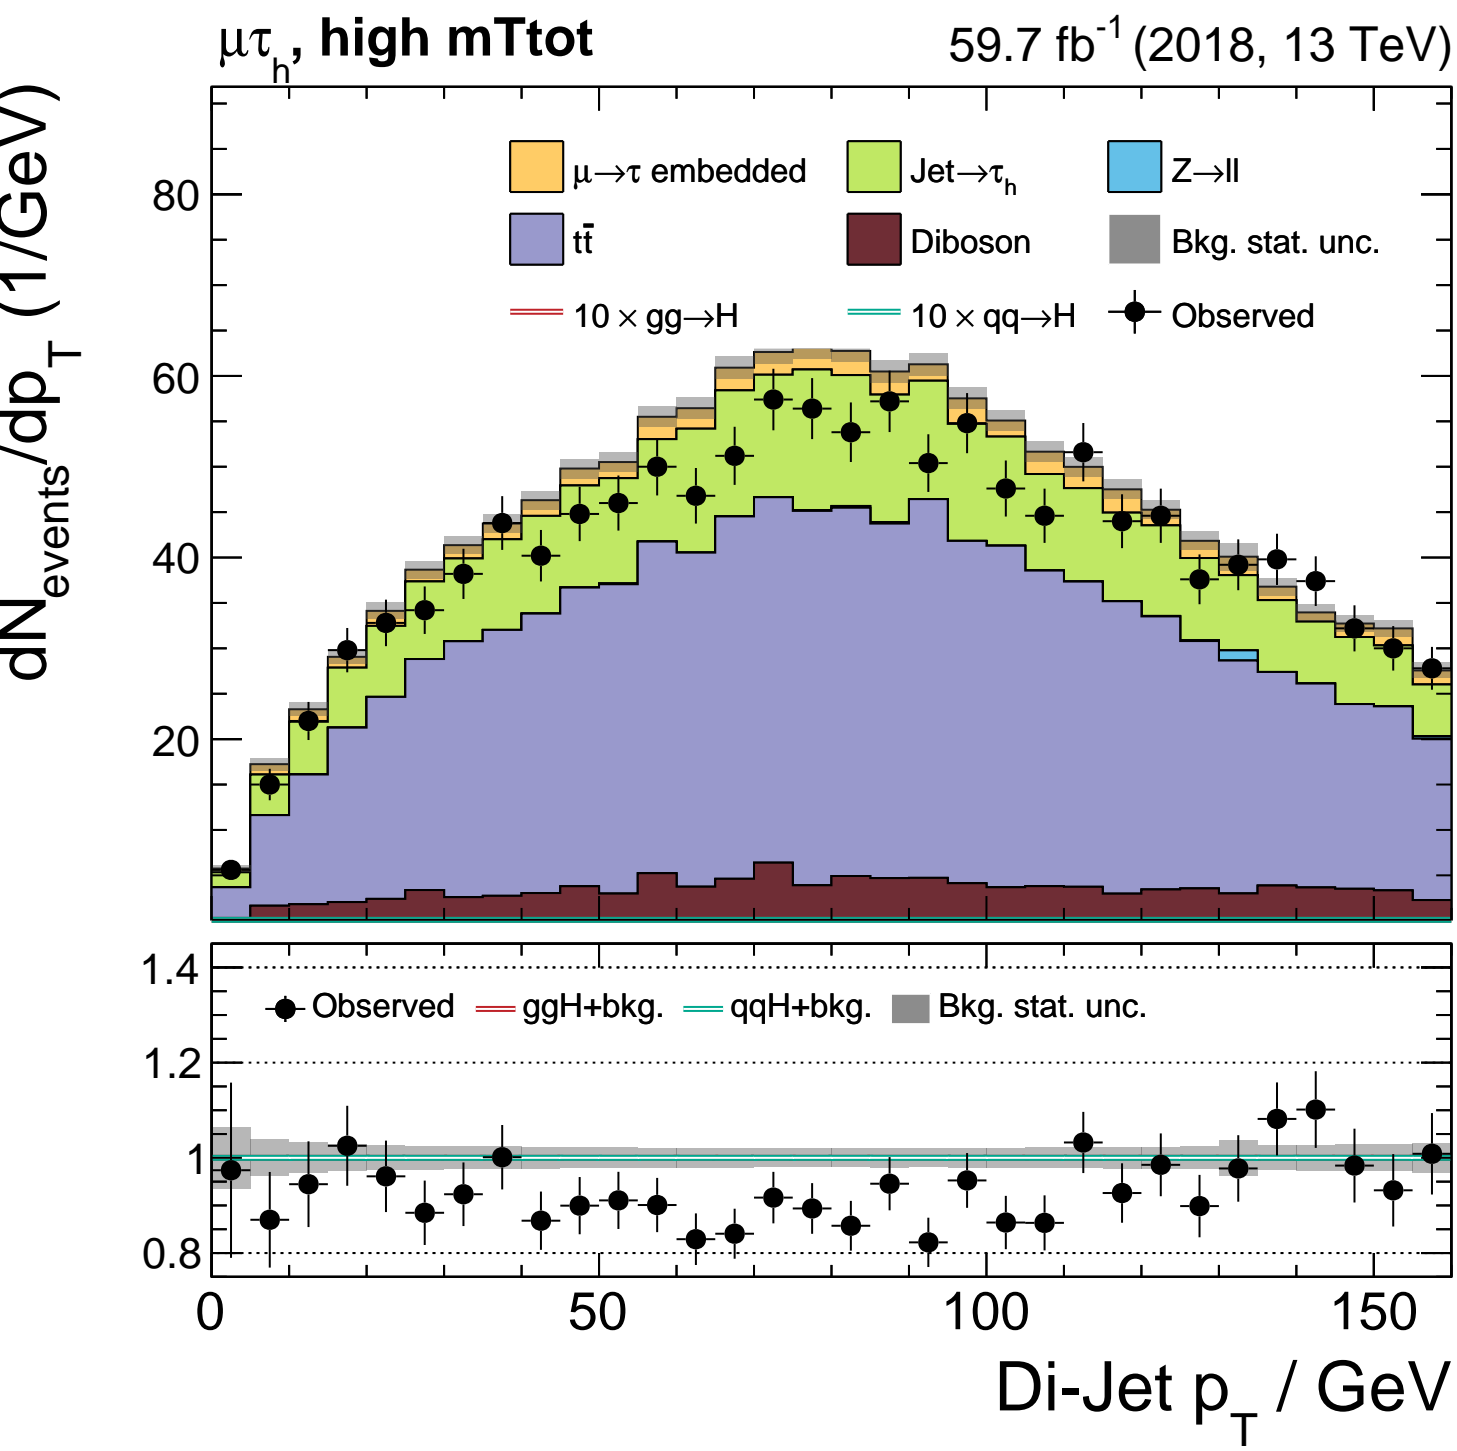 μτh, high mTtot
59.7 fb-1 (2018, 13 TeV)
dNevents/dpT (1/GeV)
80
60
40
20
μ→τ embedded
Jet→τh
Z→ll
tt̄
Diboson
Bkg. stat. unc.
10 × gg→H
10 × qq→H
Observed
1.4
1.2
1
0.8
Observed
ggH+bkg.
qqH+bkg.
Bkg. stat. unc.
0
50
100
150
Di-Jet pT / GeV